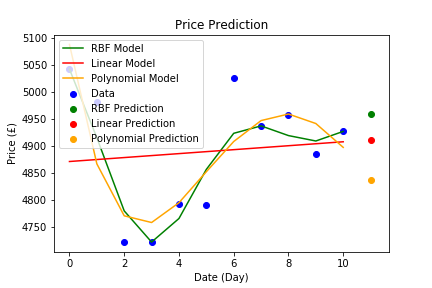 Price Prediction
5100
5050
5000
4950
4900
4850
4800
4750
Price (£)
RBF Model
Linear Model
Polynomial Model
Data
RBF Prediction
Linear Prediction
Polynomial Prediction
0 2 4 6 8 10
Date (Day)